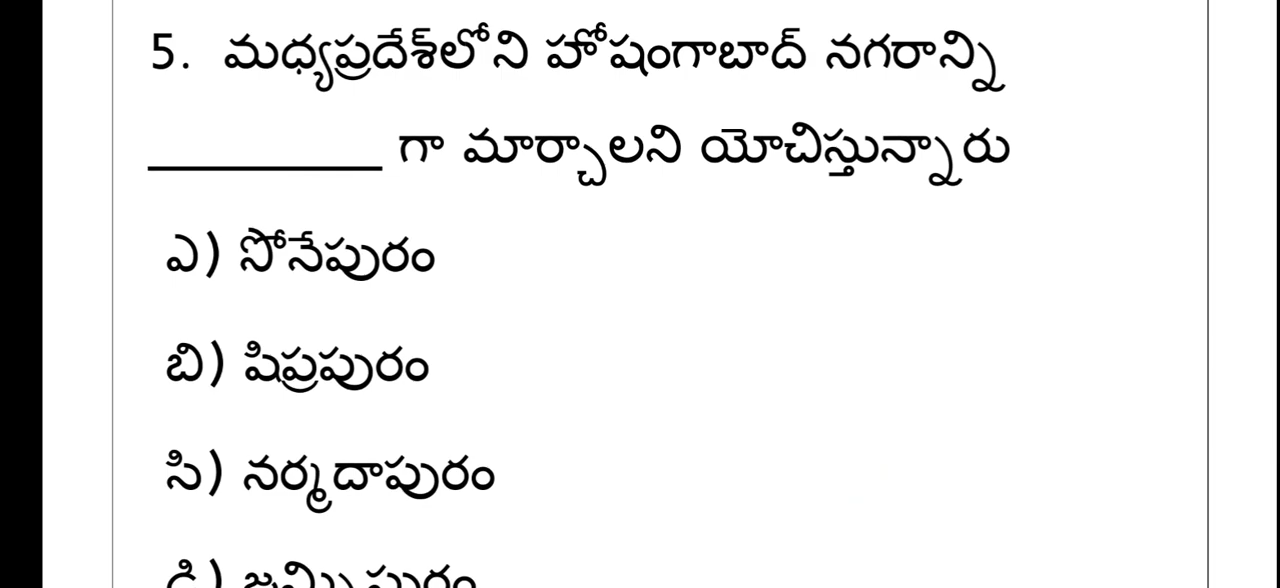 5. మధ్యప్రదేశ్‌లోని హోషంగాబాద్ నగరాన్ని
__________ గా మార్చాలని యోచిస్తున్నారు
ఎ) సోనేపురం
బి) షిప్రపురం
సి) నర్మదాపురం
డి)